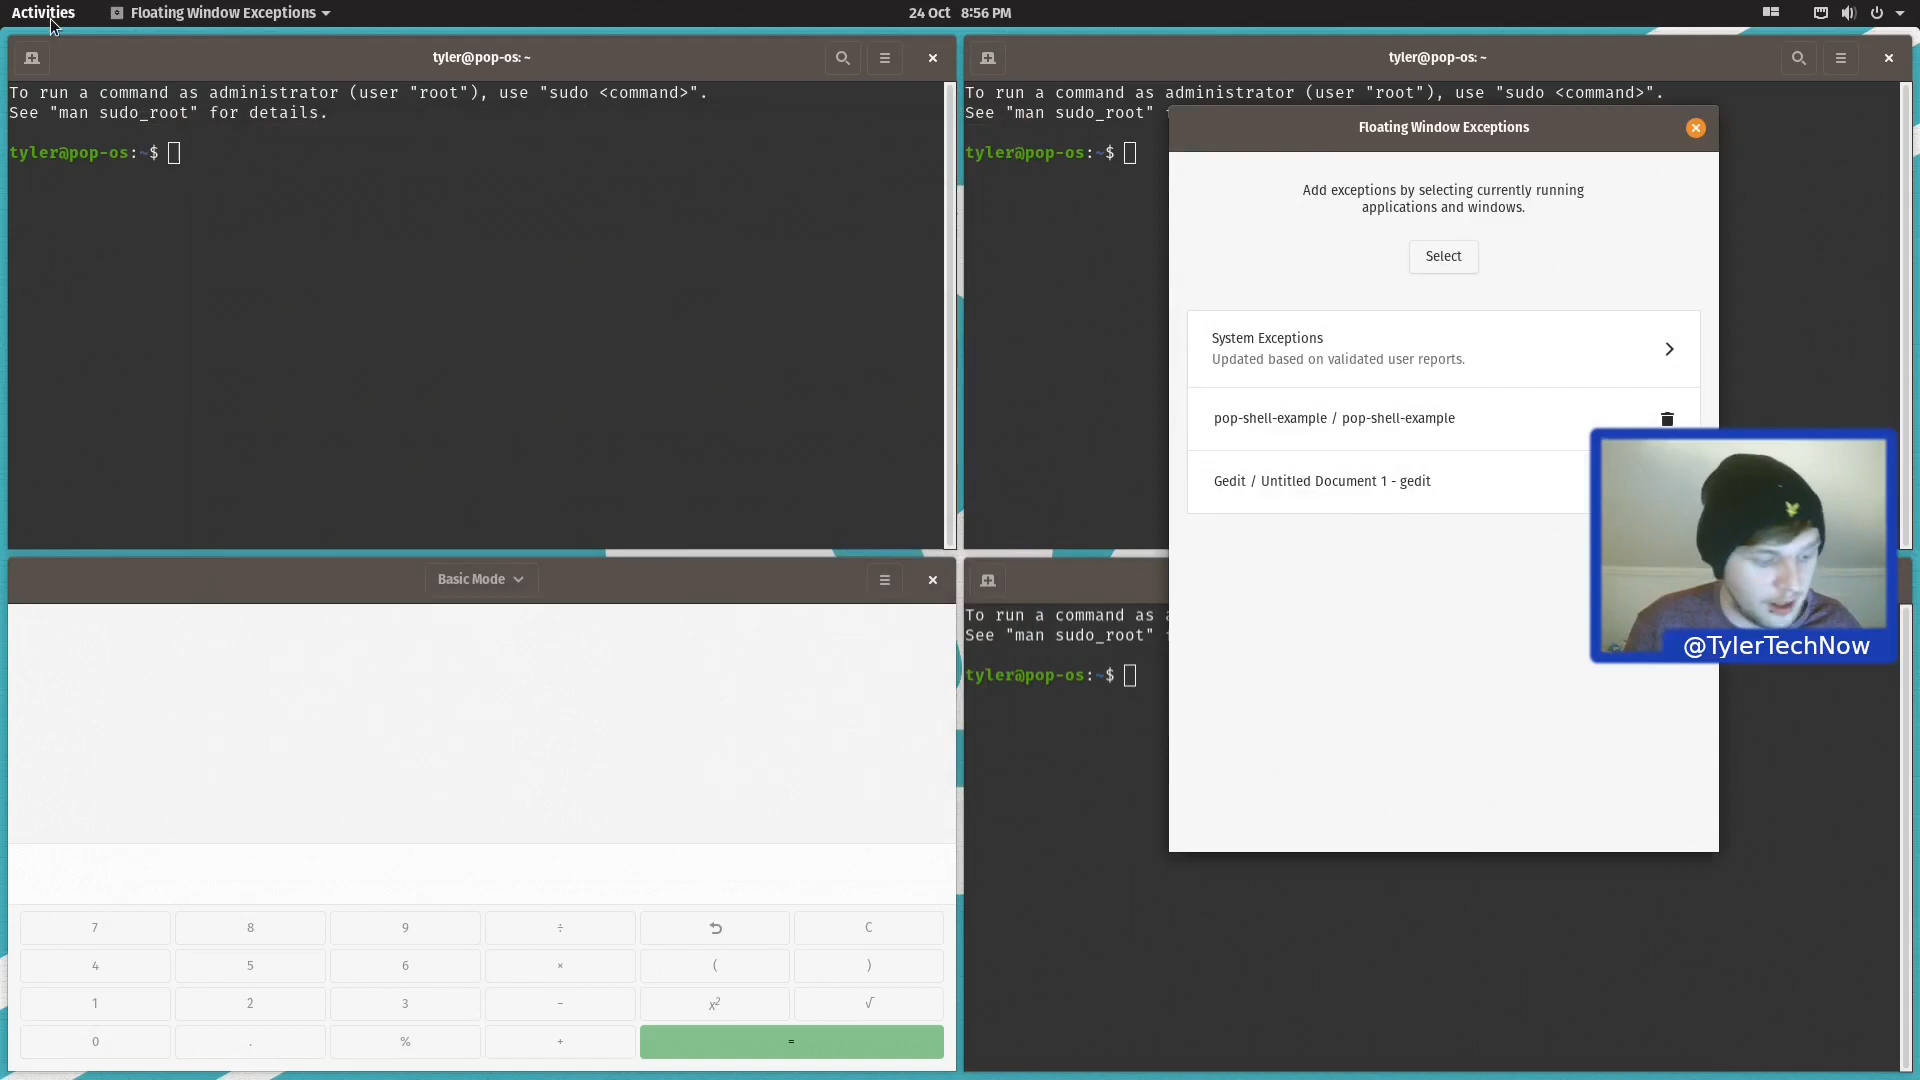 Activities
Floating Window Exceptions
24 Oct 8:56 PM
tyler@pop-os: ~
To run a command as administrator (user "root"), use "sudo <command>".
See "man sudo_root" for details.
tyler@pop-os:~$
tyler@pop-os: ~
To run a command as administrator (user "root"), use "sudo <command>".
See "man sudo_root"
tyler@pop-os:~$
Floating Window Exceptions
Add exceptions by selecting currently running
applications and windows.
Select
System Exceptions
Updated based on validated user reports.
pop-shell-example / pop-shell-example
Gedit / Untitled Document 1 - gedit
@TylerTechNow
Basic Mode
7 8 9 ÷ C
4 5 6 × ( )
1 2 3 − x² √
0 . % + =
To run a command as
See "man sudo_root"
tyler@pop-os:~$